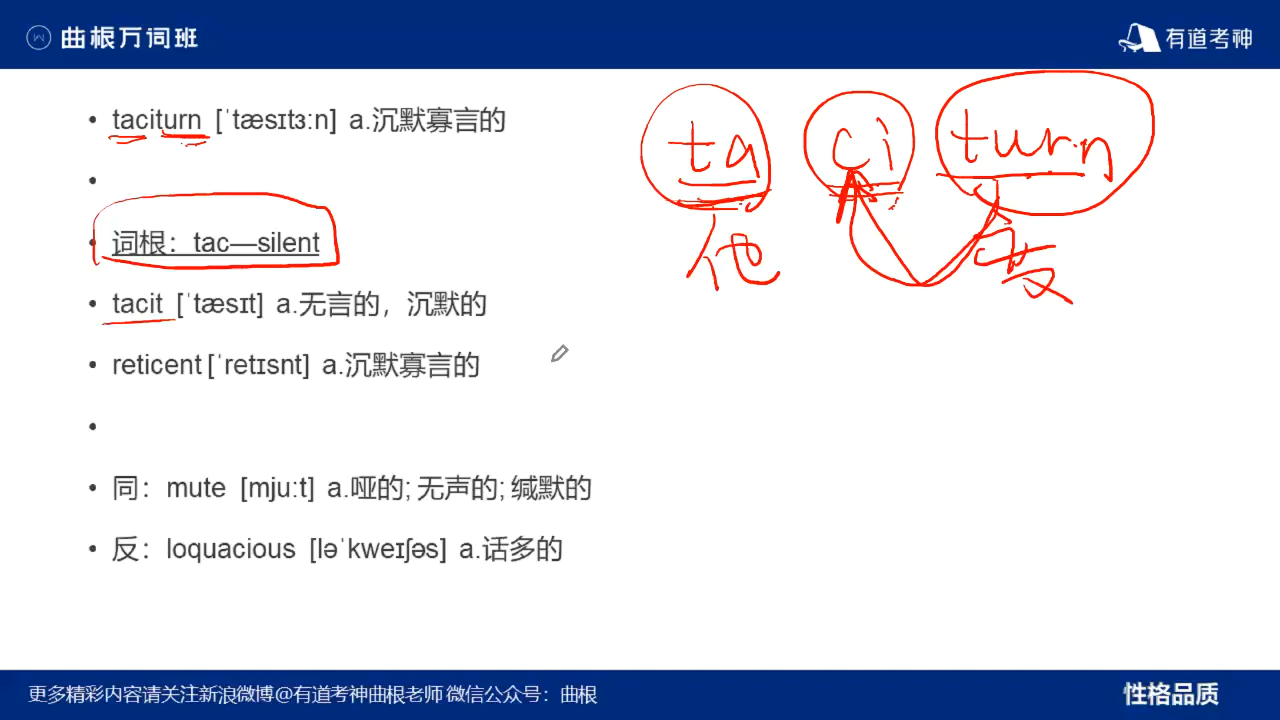 曲根万词班
有道考神
taciturn [ˈtæsɪtɜːn] a.沉默寡言的
ta ci turn
他 变
词根：tac—silent
tacit [ˈtæsɪt] a.无言的，沉默的
reticent [ˈretɪsnt] a.沉默寡言的
同：mute [mjuːt] a.哑的; 无声的; 缄默的
反：loquacious [ləˈkweɪʃəs] a.话多的
更多精彩内容请关注新浪微博@有道考神曲根老师 微信公众号：曲根
性格品质